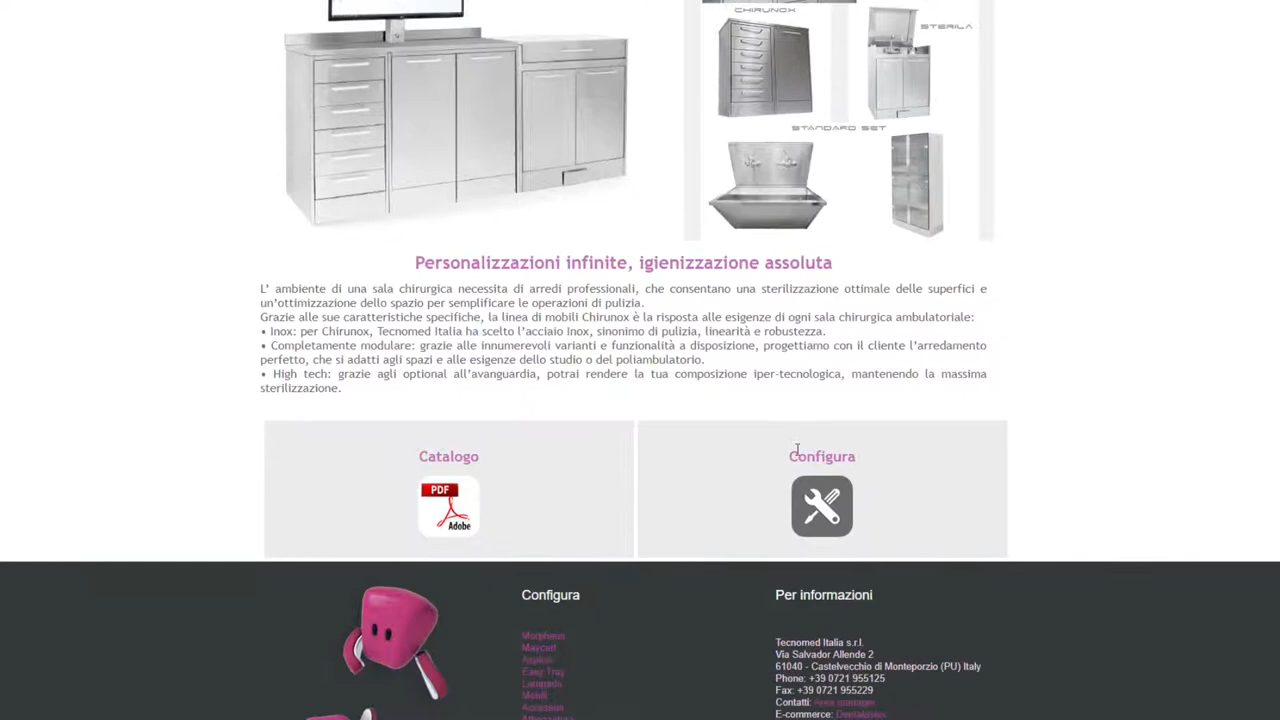 CHIRUNOX
STERILA
STANDARD SET
Personalizzazioni infinite, igienizzazione assoluta
L’ ambiente di una sala chirurgica necessita di arredi professionali, che consentano una sterilizzazione ottimale delle superfici e
un’ottimizzazione dello spazio per semplificare le operazioni di pulizia.
Grazie alle sue caratteristiche specifiche, la linea di mobili Chirunox è la risposta alle esigenze di ogni sala chirurgica ambulatoriale:
• Inox: per Chirunox, Tecnomed Italia ha scelto l’acciaio Inox, sinonimo di pulizia, linearità e robustezza.
• Completamente modulare: grazie alle innumerevoli varianti e funzionalità a disposizione, progettiamo con il cliente l’arredamento
perfetto, che si adatti agli spazi e alle esigenze dello studio o del poliambulatorio.
• High tech: grazie agli optional all’avanguardia, potrai rendere la tua composizione iper-tecnologica, mantenendo la massima
sterilizzazione.
Catalogo
PDF
Adobe
Configura
Configura
Morpheus
Maycart
Easy Tray
Per informazioni
Tecnomed Italia s.r.l.
Via Salvador Allende 2
61040 - Castelvecchio di Monteporzio (PU) Italy
Phone: +39 0721 955125
Fax: +39 0721 955229
Contatti: Area manager
E-commerce: